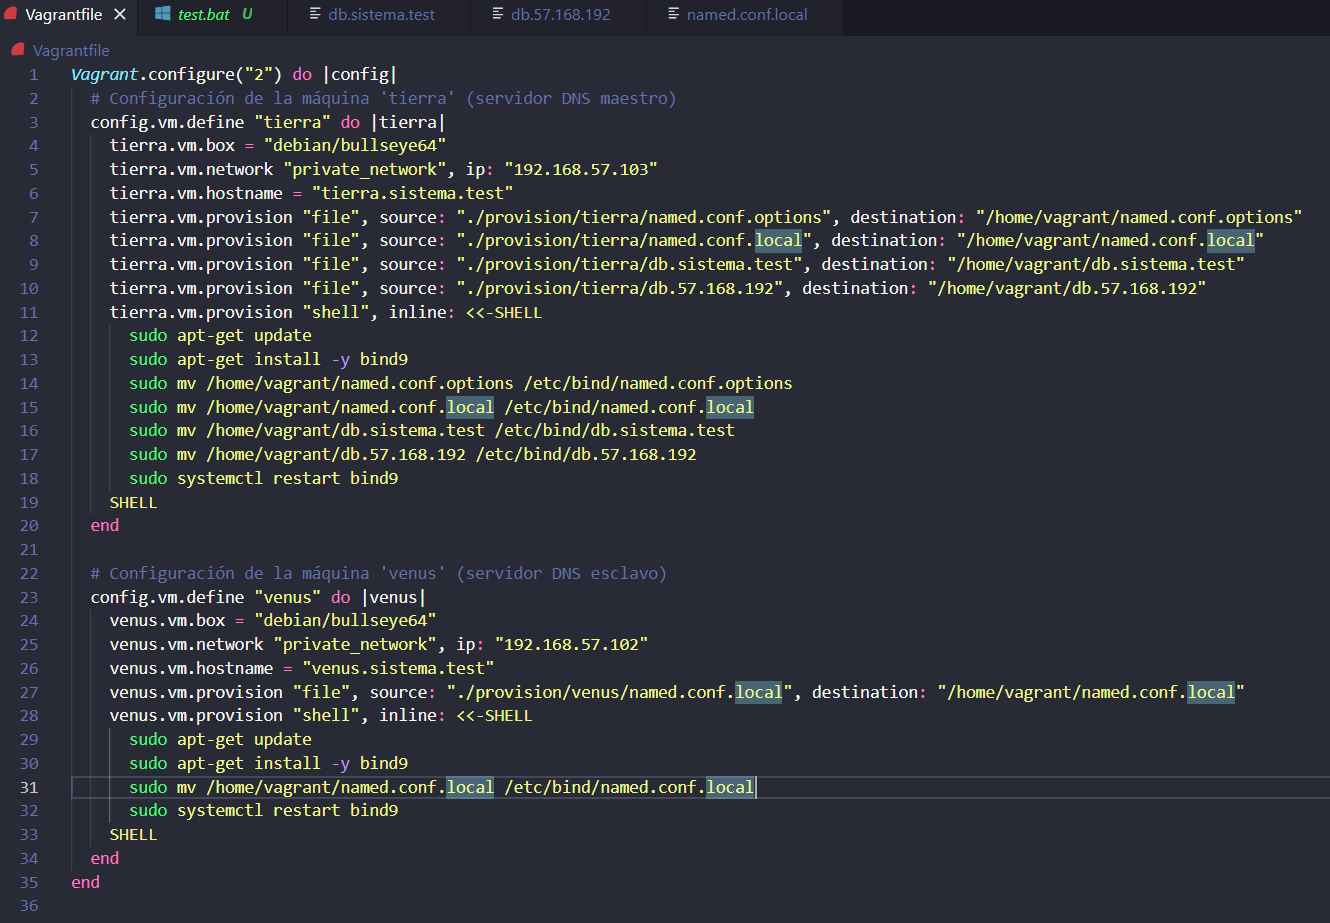 Vagrantfile test.bat U db.sistema.test db.57.168.192 named.conf.local
Vagrantfile
1 Vagrant.configure("2") do |config|
2 # Configuración de la máquina 'tierra' (servidor DNS maestro)
3 config.vm.define "tierra" do |tierra|
4 tierra.vm.box = "debian/bullseye64"
5 tierra.vm.network "private_network", ip: "192.168.57.103"
6 tierra.vm.hostname = "tierra.sistema.test"
7 tierra.vm.provision "file", source: "./provision/tierra/named.conf.options", destination: "/home/vagrant/named.conf.options"
8 tierra.vm.provision "file", source: "./provision/tierra/named.conf.local", destination: "/home/vagrant/named.conf.local"
9 tierra.vm.provision "file", source: "./provision/tierra/db.sistema.test", destination: "/home/vagrant/db.sistema.test"
10 tierra.vm.provision "file", source: "./provision/tierra/db.57.168.192", destination: "/home/vagrant/db.57.168.192"
11 tierra.vm.provision "shell", inline: <<-SHELL
12 sudo apt-get update
13 sudo apt-get install -y bind9
14 sudo mv /home/vagrant/named.conf.options /etc/bind/named.conf.options
15 sudo mv /home/vagrant/named.conf.local /etc/bind/named.conf.local
16 sudo mv /home/vagrant/db.sistema.test /etc/bind/db.sistema.test
17 sudo mv /home/vagrant/db.57.168.192 /etc/bind/db.57.168.192
18 sudo systemctl restart bind9
19 SHELL
20 end
21
22 # Configuración de la máquina 'venus' (servidor DNS esclavo)
23 config.vm.define "venus" do |venus|
24 venus.vm.box = "debian/bullseye64"
25 venus.vm.network "private_network", ip: "192.168.57.102"
26 venus.vm.hostname = "venus.sistema.test"
27 venus.vm.provision "file", source: "./provision/venus/named.conf.local", destination: "/home/vagrant/named.conf.local"
28 venus.vm.provision "shell", inline: <<-SHELL
29 sudo apt-get update
30 sudo apt-get install -y bind9
31 sudo mv /home/vagrant/named.conf.local /etc/bind/named.conf.local
32 sudo systemctl restart bind9
33 SHELL
34 end
35 end
36